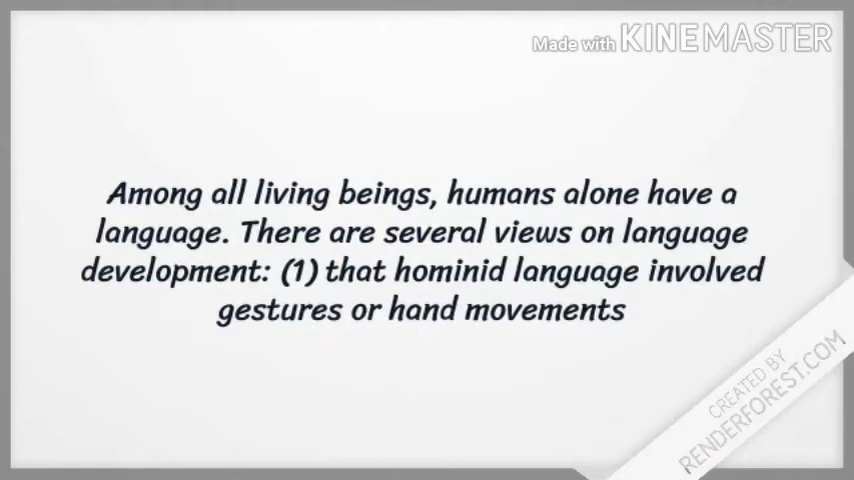 Made with KINEMASTER
Among all living beings, humans alone have a
language. There are several views on language
development: (1) that hominid language involved
gestures or hand movements
CREATED BY
RENDERFOREST.COM